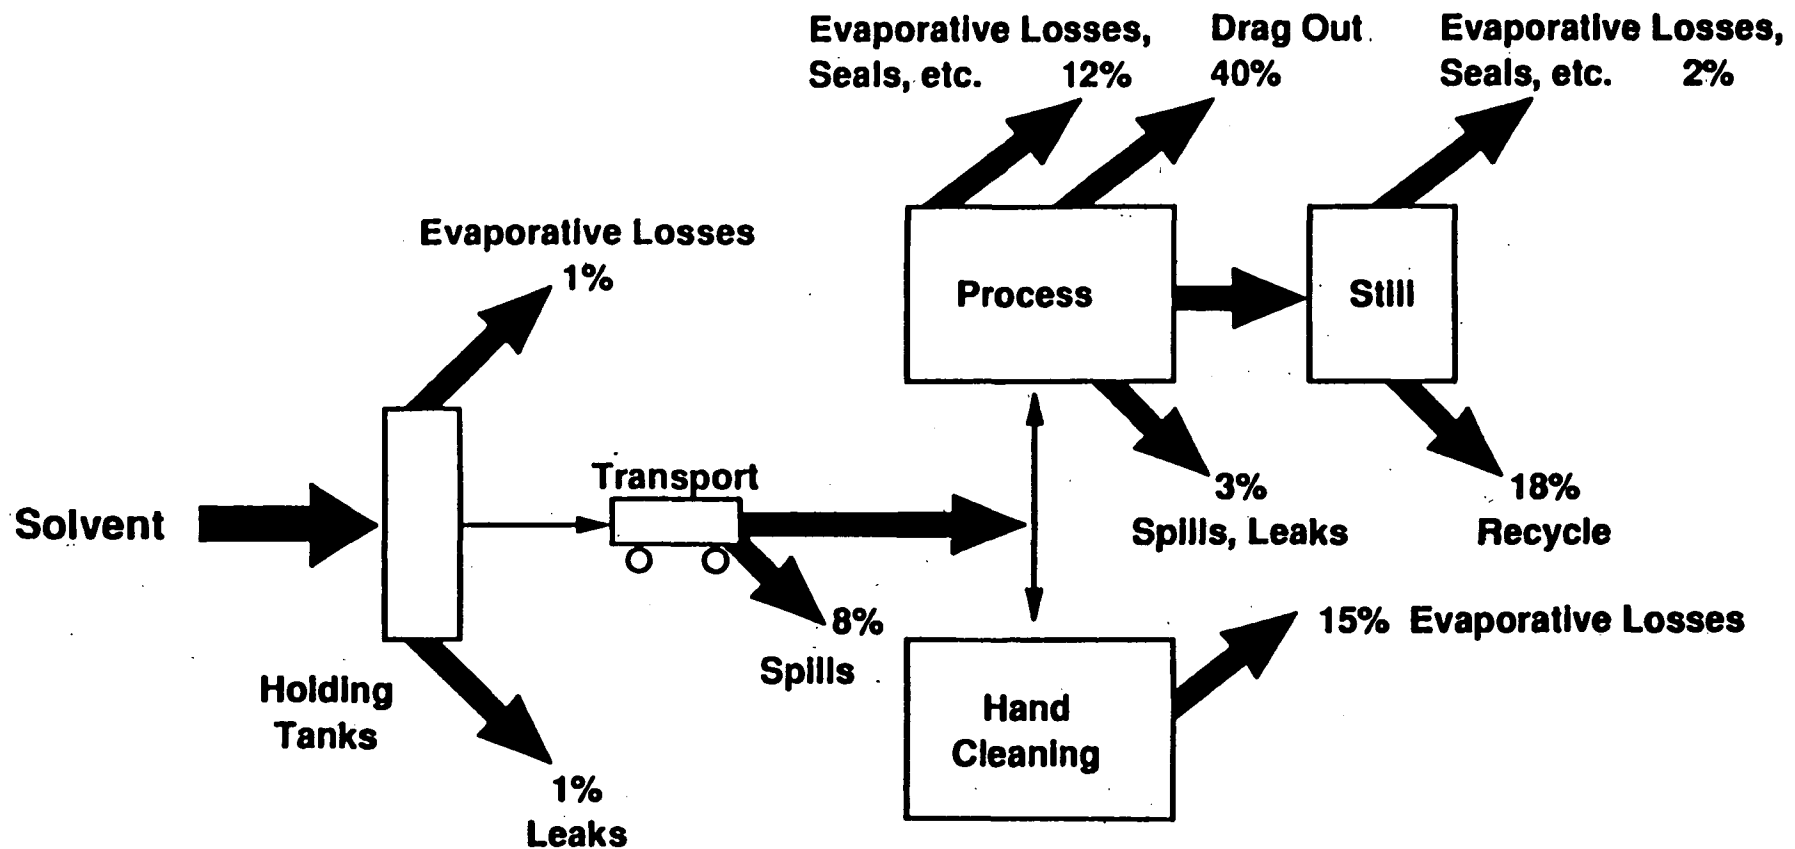 Evaporative Losses,
Seals, etc. 12%
Drag Out
40%
Evaporative Losses,
Seals, etc. 2%
Evaporative Losses
1%
Process
Still
Transport
3%
Spills, Leaks
18%
Recycle
Solvent
8%
Spills
15% Evaporative Losses
Holding
Tanks
Hand
Cleaning
1%
Leaks